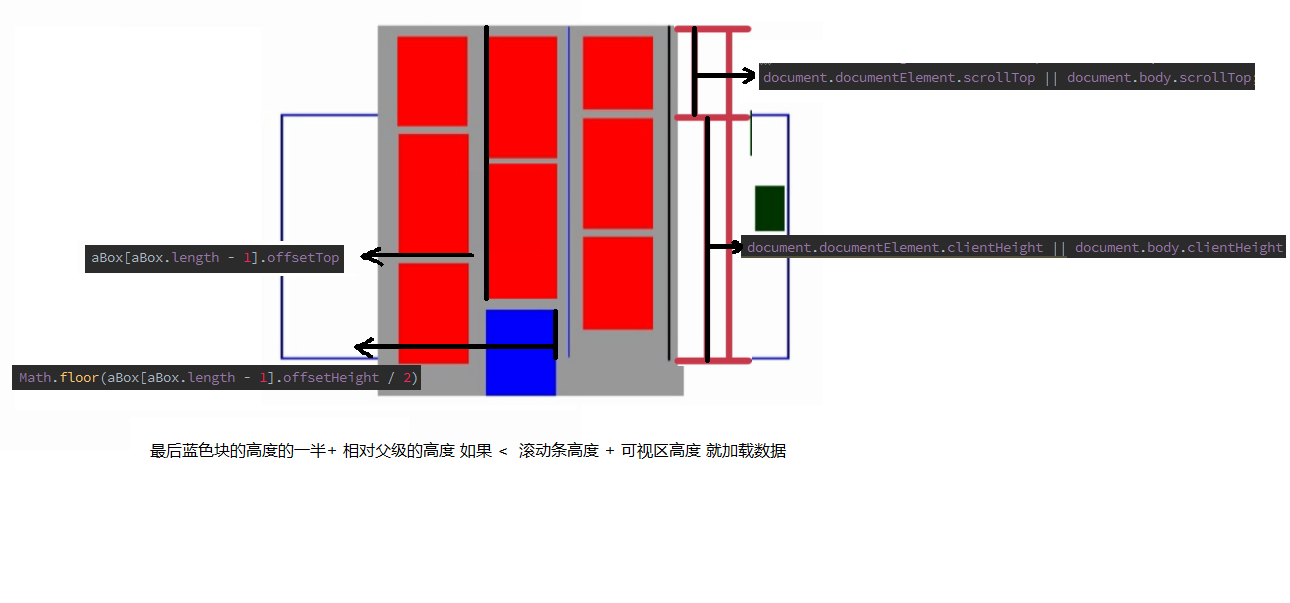 document.documentElement.scrollTop || document.body.scrollTop;
document.documentElement.clientHeight || document.body.clientHeight
aBox[aBox.length - 1].offsetTop
Math.floor(aBox[aBox.length - 1].offsetHeight / 2)
最后蓝色块的高度的一半+ 相对父级的高度 如果 < 滚动条高度 + 可视区高度 就加载数据